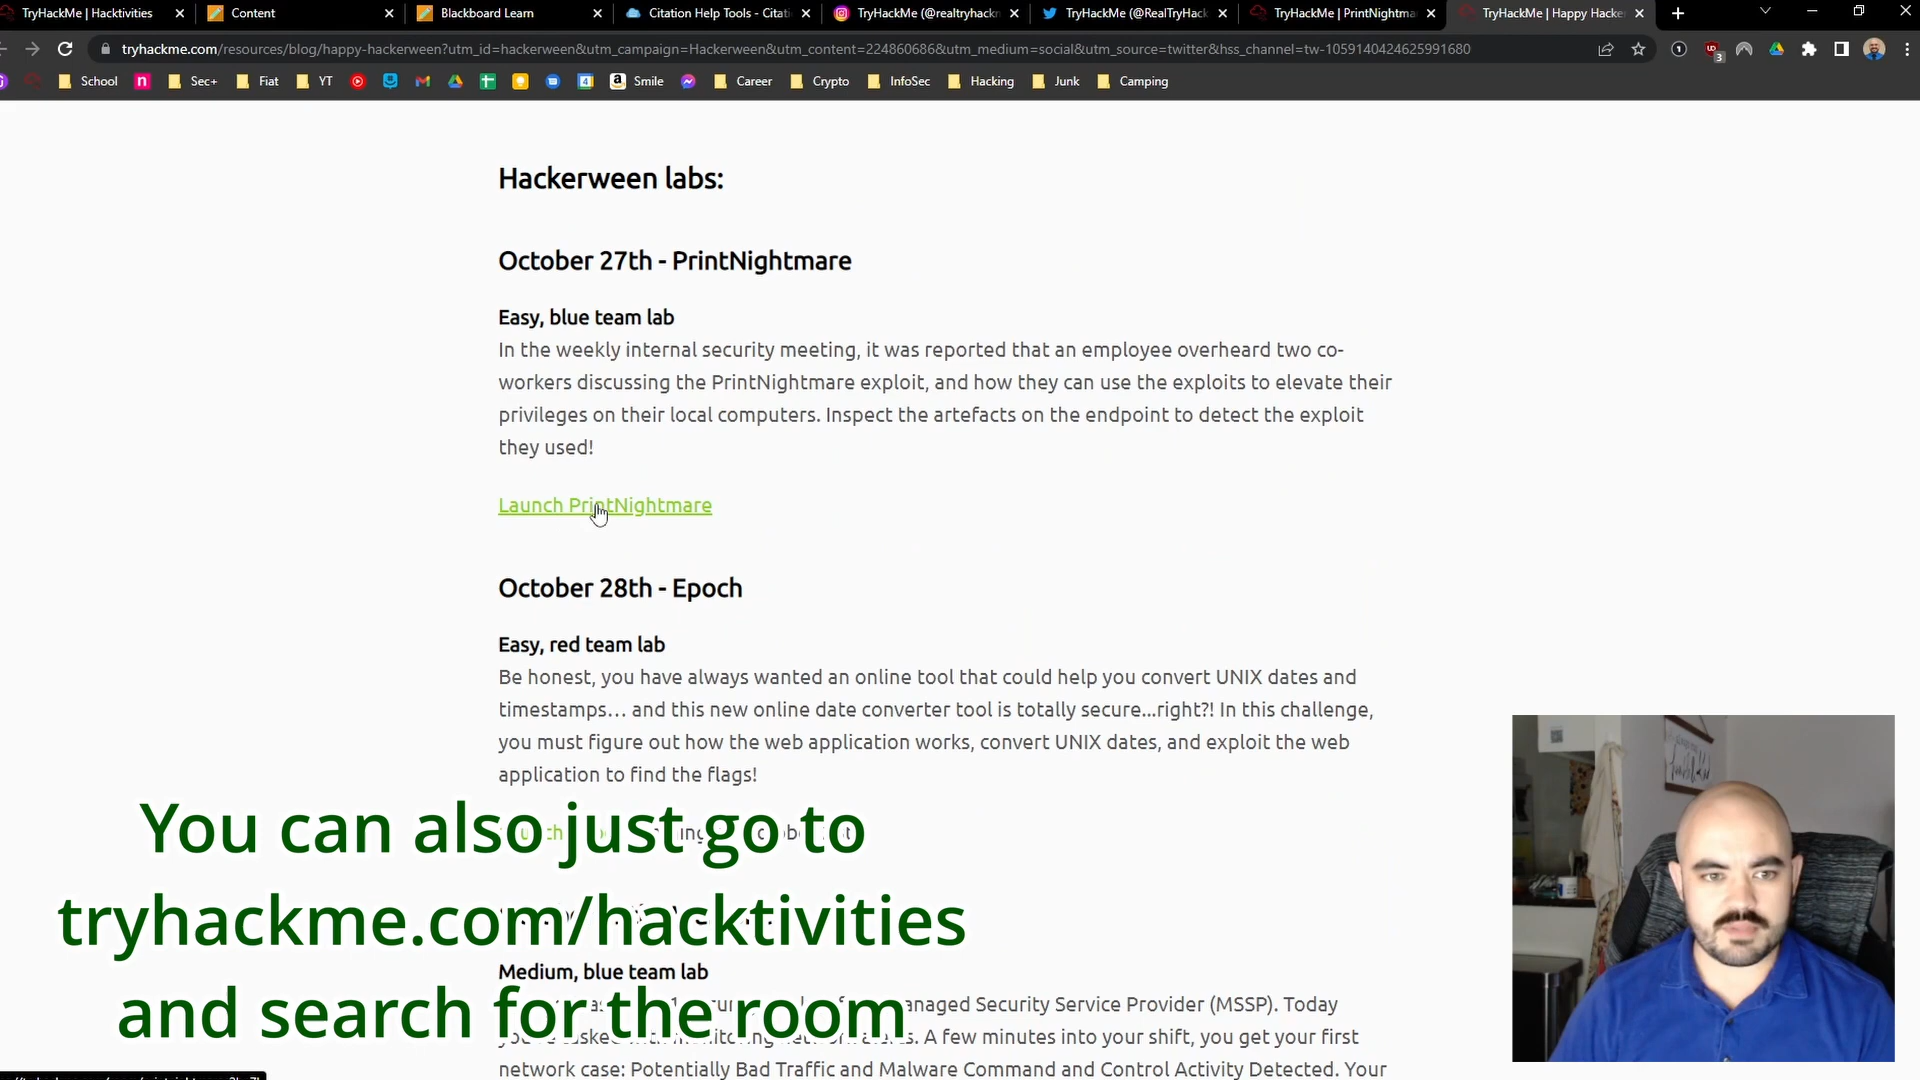 TryHackMe | Hacktivities
Content
Blackboard Learn
Citation Help Tools - Citati
TryHackMe (@realtryhackm
TryHackMe (@RealTryHack
TryHackMe | PrintNightma
TryHackMe | Happy Hacke
tryhackme.com/resources/blog/happy-hackerween?utm_id=hackerween&utm_campaign=Hackerween&utm_content=224860686&utm_medium=social&utm_source=twitter&hss_channel=tw-1059140424625991680
3
School
Sec+
Fiat
YT
Smile
Career
Crypto
InfoSec
Hacking
Junk
Camping
Hackerween labs:
October 27th - PrintNightmare
Easy, blue team lab
In the weekly internal security meeting, it was reported that an employee overheard two co-
workers discussing the PrintNightmare exploit, and how they can use the exploits to elevate their
privileges on their local computers. Inspect the artefacts on the endpoint to detect the exploit
they used!
Launch PrintNightmare
October 28th - Epoch
Easy, red team lab
Be honest, you have always wanted an online tool that could help you convert UNIX dates and
timestamps... and this new online date converter tool is totally secure...right?! In this challenge,
you must figure out how the web application works, convert UNIX dates, and exploit the web
application to find the flags!
You can also just go to
tryhackme.com/hacktivities
and search for the room
Medium, blue team lab
Managed Security Service Provider (MSSP). Today
A few minutes into your shift, you get your first
network case: Potentially Bad Traffic and Malware Command and Control Activity Detected. Your